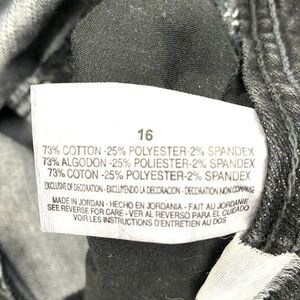 16
73% COTTON -25% POLYESTER-2% SPANDEX
73% ALGODON -25% POLIESTER-2% SPANDEX
73% COTON -25% POLYESTER-2% SPANDEX
EXCLUSIVE OF DECORATION - EXCLUYENDO LA DECORACION - DECORATION NON
MADE IN JORDAN - HECHO EN JORDANIA - FAIT AU JORDANIE
SEE REVERSE FOR CARE - VER AL REVERSO PARA EL CUIDADO
VOIR LES INSTRUCTIONS D'ENTRETIEN AU DOS